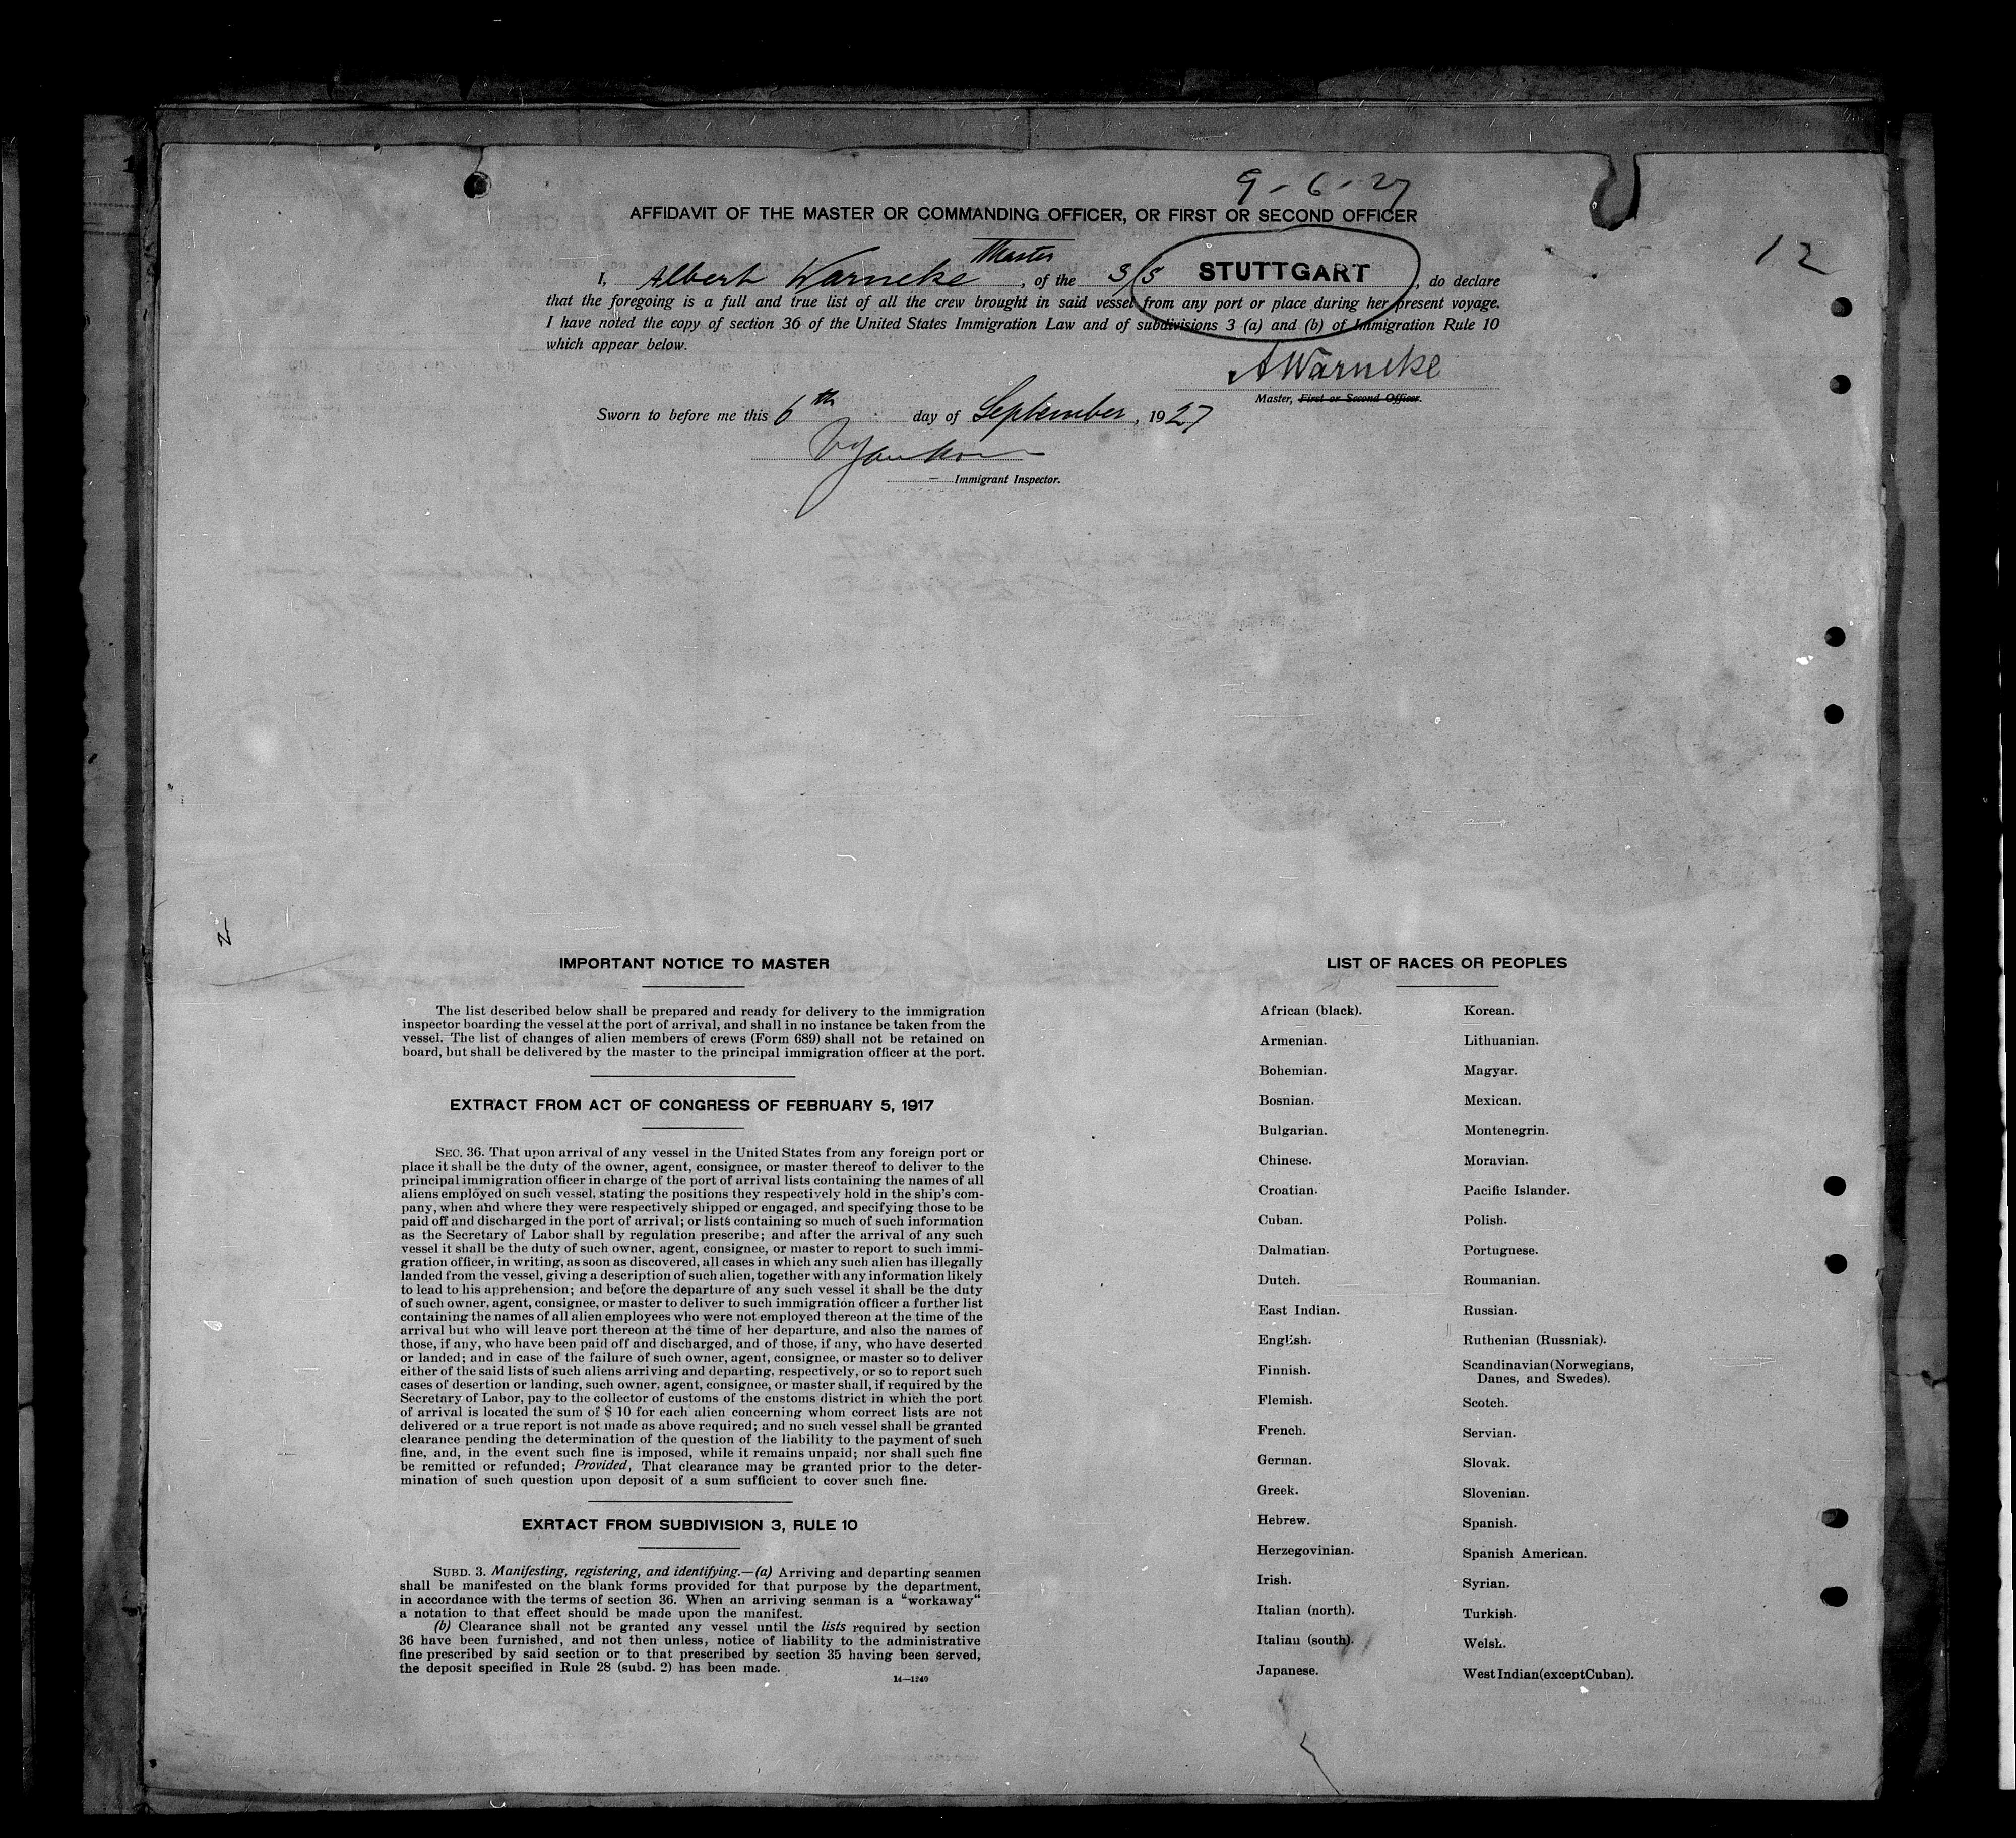 9-6-27
AFFIDAVIT OF THE MASTER OR COMMANDING OFFICER, OR FIRST OR SECOND OFFICER
12
Master
I, Albert Warneke, of the S/S STUTTGART, do declare
that the foregoing is a full and true list of all the crew brought in said vessel from any port or place during her present voyage.
I have noted the copy of section 36 of the United States Immigration Law and of subdivisions 3 (a) and (b) of Immigration Rule 10
which appear below.
AWarneke
Master, First or Second Officer.
Sworn to before me this 6th day of September, 1927
Immigrant Inspector.
IMPORTANT NOTICE TO MASTER
The list described below shall be prepared and ready for delivery to the immigration
inspector boarding the vessel at the port of arrival, and shall in no instance be taken from the
vessel. The list of changes of alien members of crews (Form 689) shall not be retained on
board, but shall be delivered by the master to the principal immigration officer at the port.
EXTRACT FROM ACT OF CONGRESS OF FEBRUARY 5, 1917
SEC. 36. That upon arrival of any vessel in the United States from any foreign port or
place it shall be the duty of the owner, agent, consignee, or master thereof to deliver to the
principal immigration officer in charge of the port of arrival lists containing the names of all
aliens employed on such vessel, stating the positions they respectively hold in the ship's com-
pany, when and where they were respectively shipped or engaged, and specifying those to be
paid off and discharged in the port of arrival; or lists containing so much of such information
as the Secretary of Labor shall by regulation prescribe; and after the arrival of any such
vessel it shall be the duty of such owner, agent, consignee, or master to report to such immi-
gration officer, in writing, as soon as discovered, all cases in which any such alien has illegally
landed from the vessel, giving a description of such alien, together with any information likely
to lead to his apprehension; and before the departure of any such vessel it shall be the duty
of such owner, agent, consignee, or master to deliver to such immigration officer a further list
containing the names of all alien employees who were not employed thereon at the time of the
arrival but who will leave port thereon at the time of her departure, and also the names of
those, if any, who have been paid off and discharged, and of those, if any, who have deserted
or landed; and in case of the failure of such owner, agent, consignee, or master so to deliver
either of the said lists of such aliens arriving and departing, respectively, or so to report such
cases of desertion or landing, such owner, agent, consignee, or master shall, if required by the
Secretary of Labor, pay to the collector of customs of the customs district in which the port
of arrival is located the sum of $ 10 for each alien concerning whom correct lists are not
delivered or a true report is not made as above required; and no such vessel shall be granted
clearance pending the determination of the question of the liability to the payment of such
fine, and, in the event such fine is imposed, while it remains unpaid; nor shall such fine
be remitted or refunded; Provided, That clearance may be granted prior to the deter-
mination of such question upon deposit of a sum sufficient to cover such fine.
EXRTACT FROM SUBDIVISION 3, RULE 10
SUBD. 3. Manifesting, registering, and identifying.—(a) Arriving and departing seamen
shall be manifested on the blank forms provided for that purpose by the department,
in accordance with the terms of section 36. When an arriving seaman is a "workaway"
a notation to that effect should be made upon the manifest.
(b) Clearance shall not be granted any vessel until the lists required by section
36 have been furnished, and not then unless, notice of liability to the administrative
fine prescribed by said section or to that prescribed by section 35 having been served,
the deposit specified in Rule 28 (subd. 2) has been made.
14—1240
LIST OF RACES OR PEOPLES
African (black).
Armenian.
Bohemian.
Bosnian.
Bulgarian.
Chinese.
Croatian.
Cuban.
Dalmatian.
Dutch.
East Indian.
English.
Finnish.
Flemish.
French.
German.
Greek.
Hebrew.
Herzegovinian.
Irish.
Italian (north).
Italian (south).
Japanese.
Korean.
Lithuanian.
Magyar.
Mexican.
Montenegrin.
Moravian.
Pacific Islander.
Polish.
Portuguese.
Roumanian.
Russian.
Ruthenian (Russniak).
Scandinavian(Norwegians,
Danes, and Swedes).
Scotch.
Servian.
Slovak.
Slovenian.
Spanish.
Spanish American.
Syrian.
Turkish.
Welsh.
West Indian(exceptCuban).